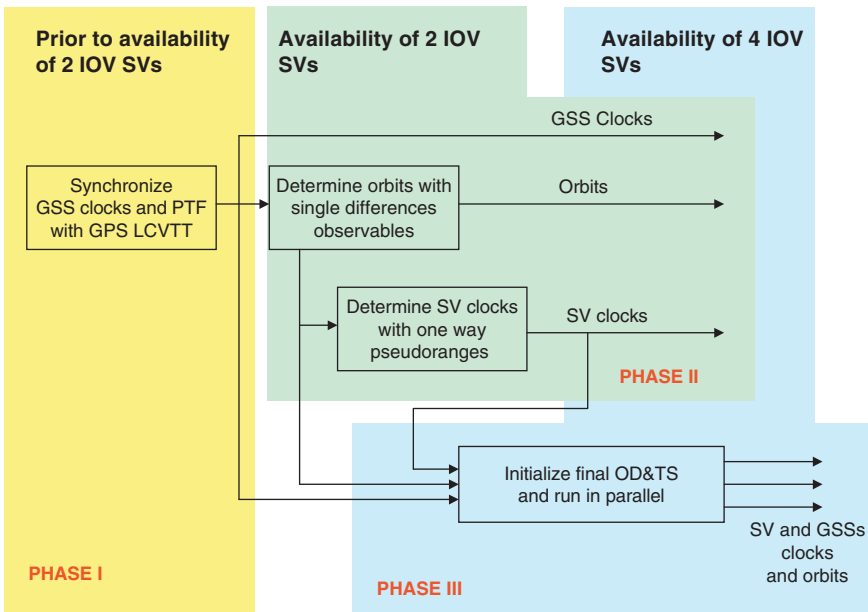 Prior to availability
of 2 IOV SVs
Availability of 2 IOV
SVs
Availability of 4 IOV
SVs
GSS Clocks
Synchronize
GSS clocks and PTF
with GPS LCVTT
Determine orbits with
single differences
observables
Orbits
Determine SV clocks
with one way
pseudoranges
SV clocks
PHASE II
Initialize final OD&TS
and run in parallel
SV and GSSs
clocks
and orbits
PHASE I
PHASE III